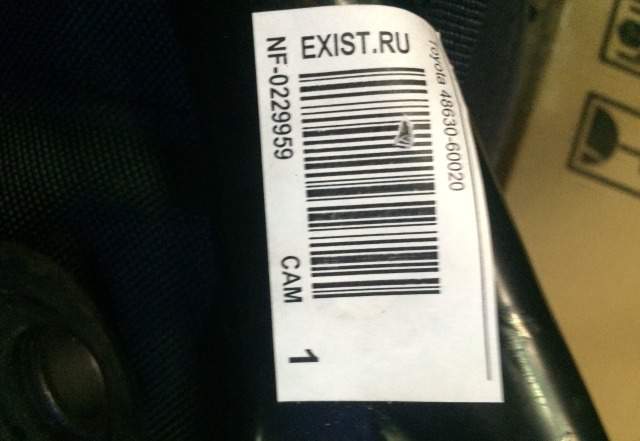 EXIST.RU
Toyota 48630-60020
NF-0229959
CAM
1